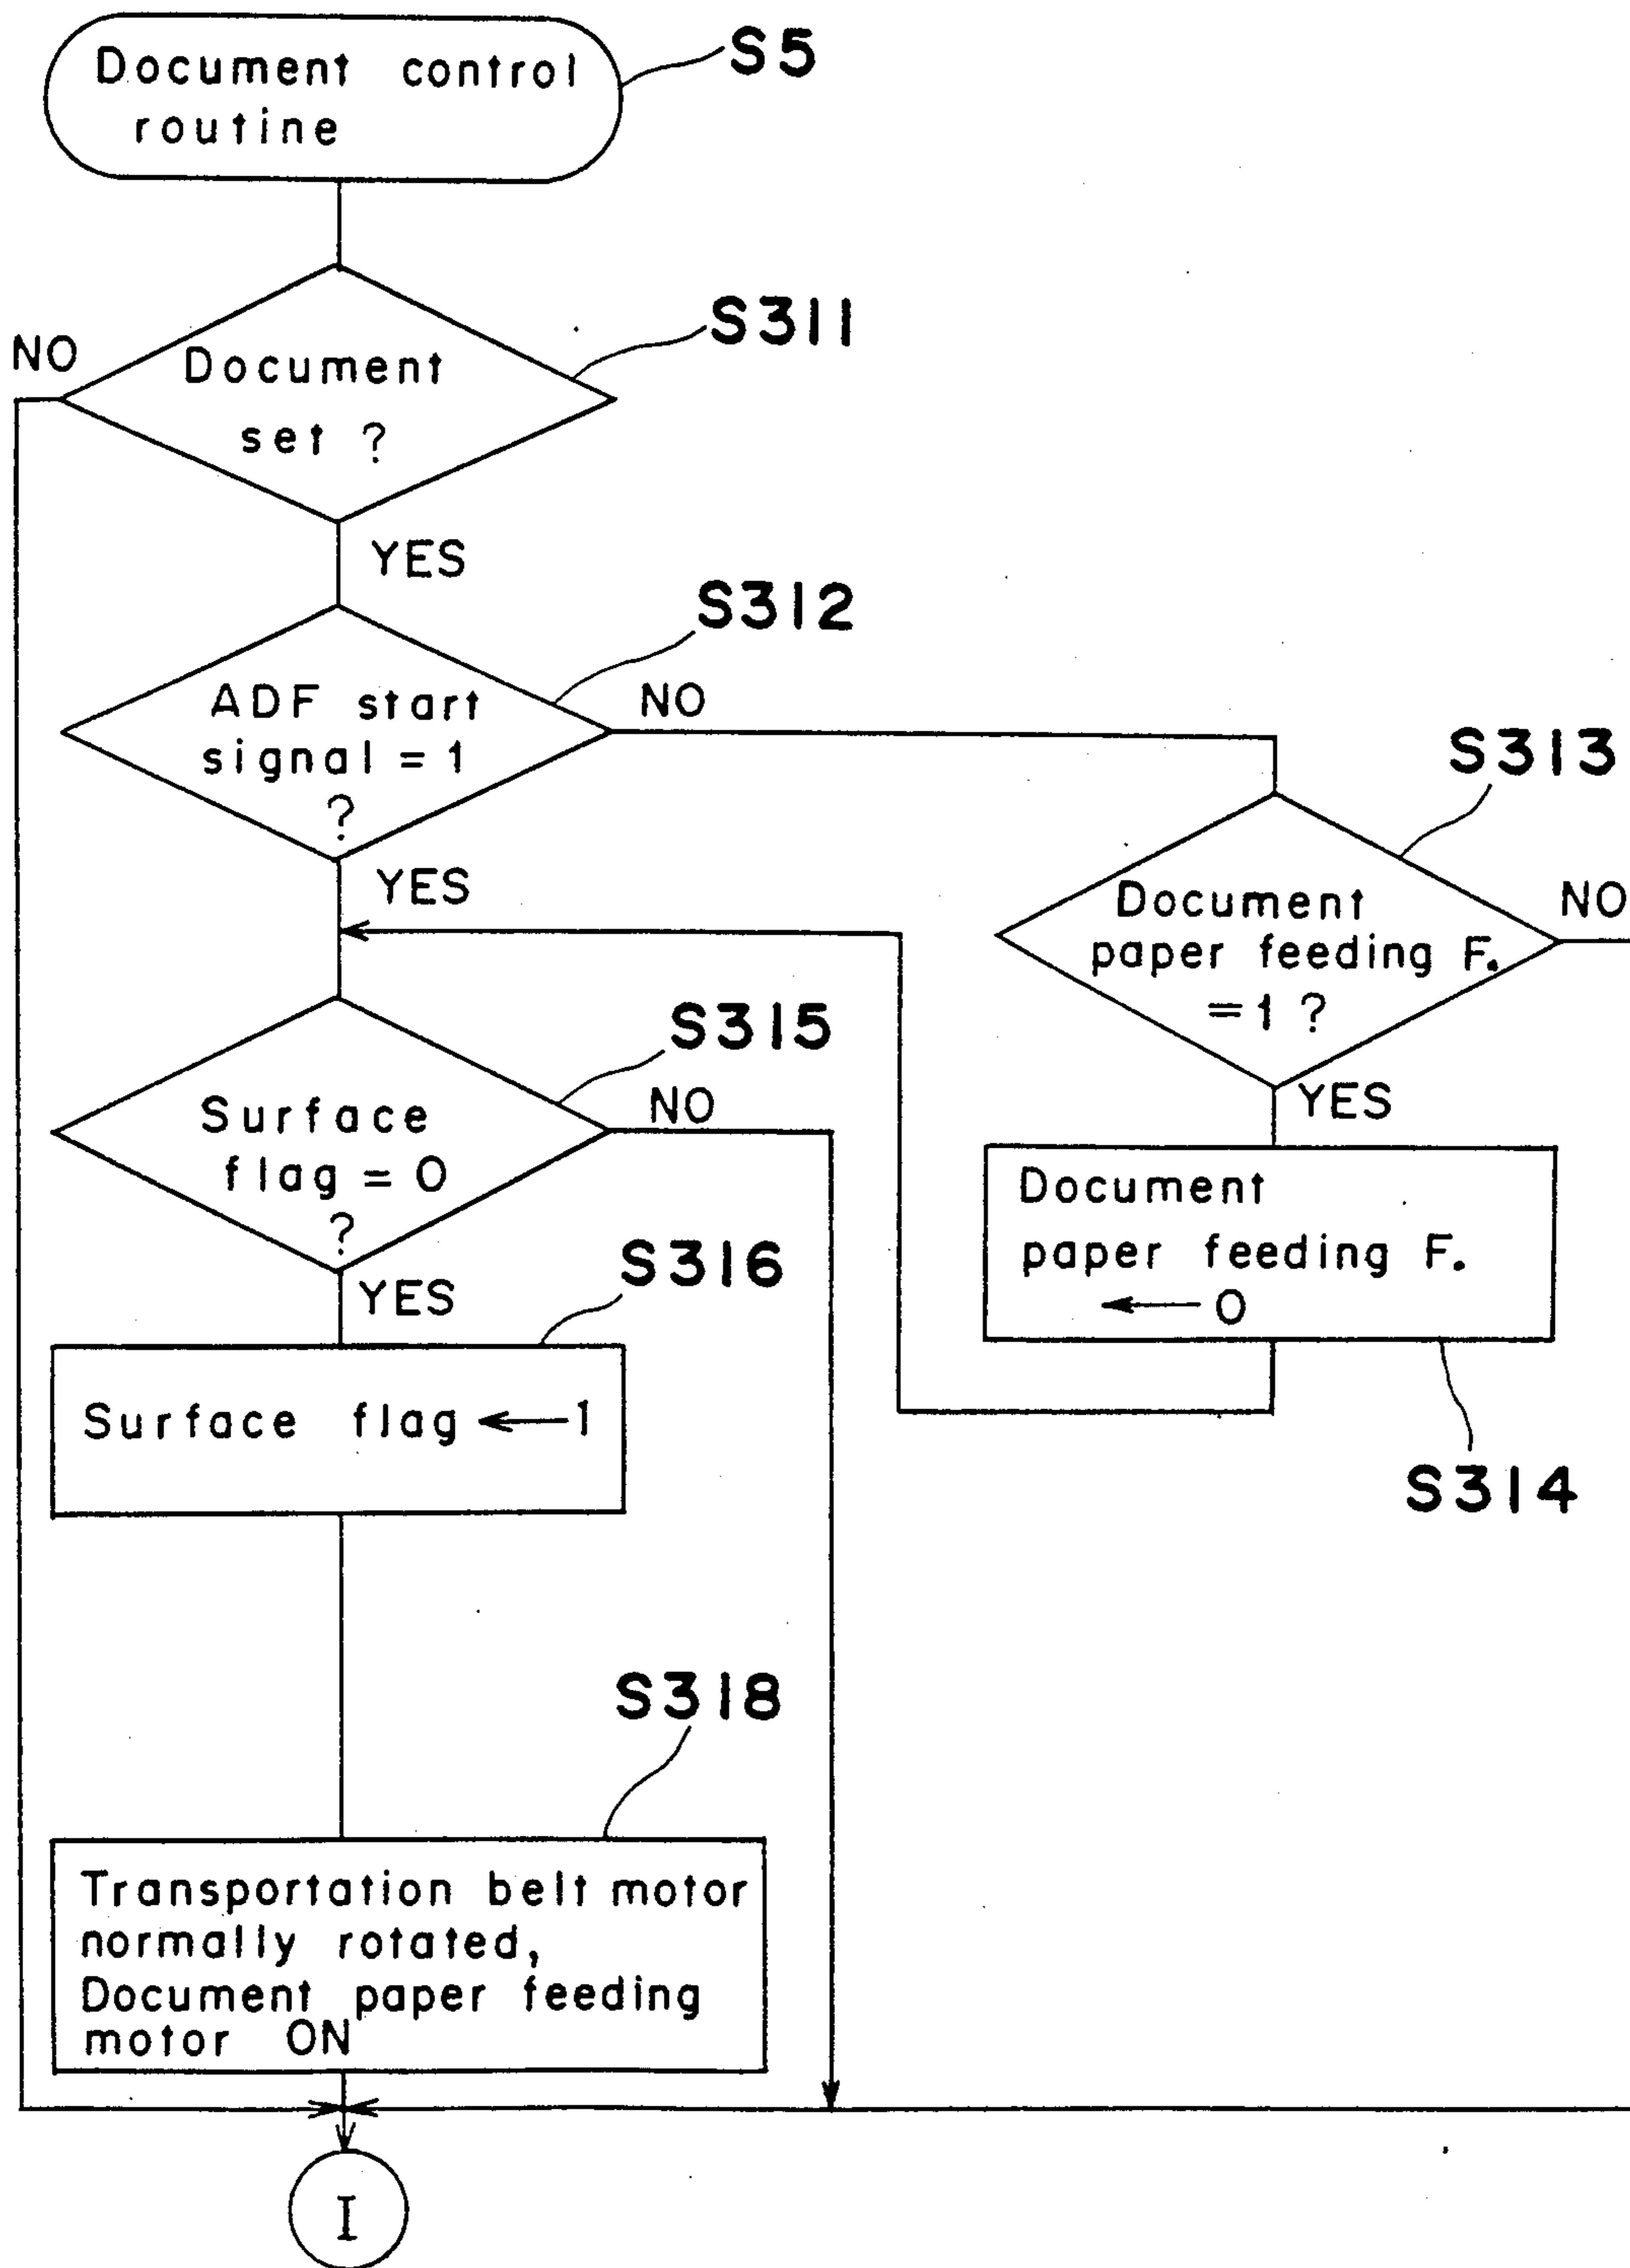 Document control
routine
S5
S311
NO
Document
set ?
YES
S312
ADF start
signal = 1
?
NO
YES
S313
Document
paper feeding F.
= 1 ?
NO
YES
Document
paper feeding F.
← 0
S314
S315
Surface
flag = 0
?
NO
YES
S316
Surface flag ← 1
S318
Transportation belt motor
normally rotated,
Document paper feeding
motor ON
I